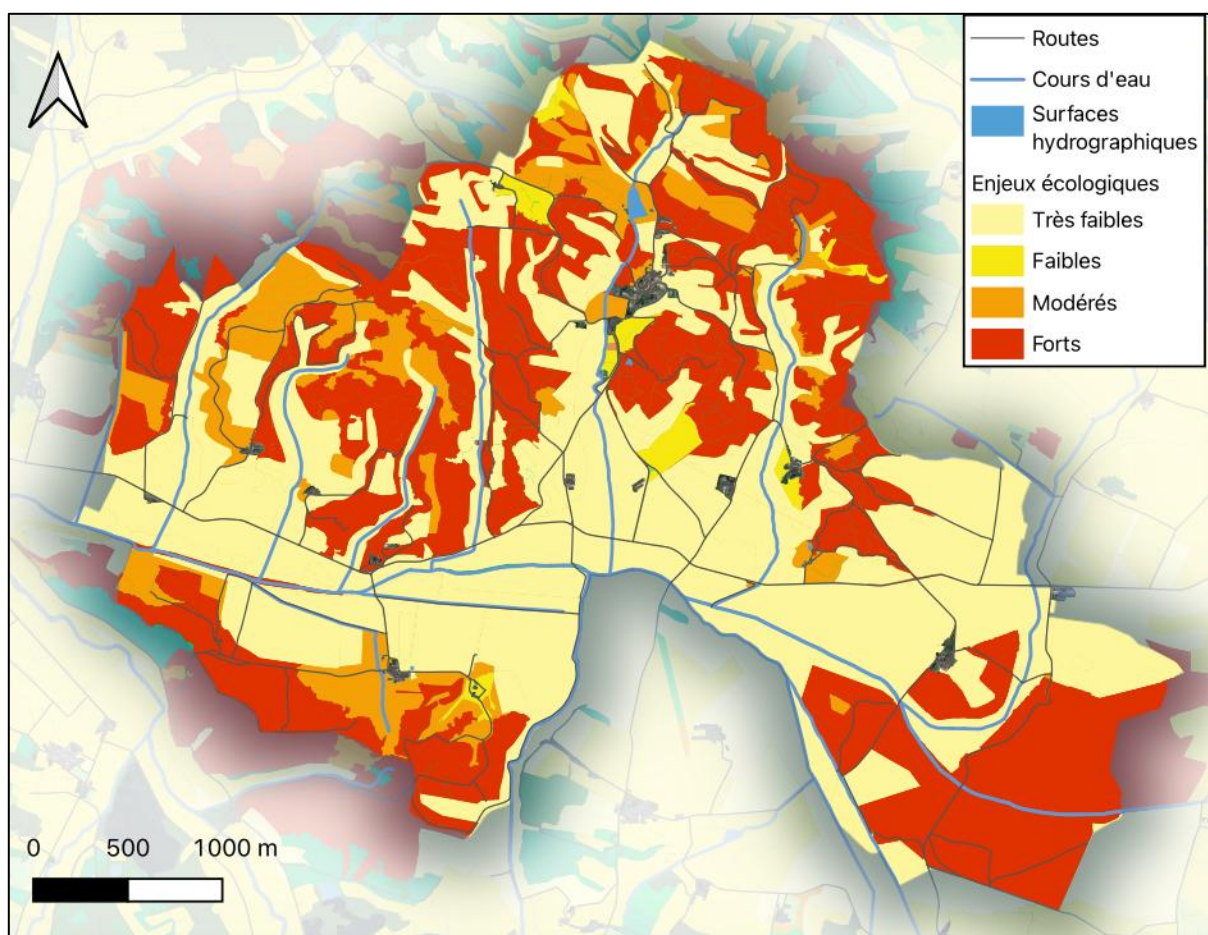 Routes
Cours d'eau
Surfaces
hydrographiques
Enjeux écologiques
Très faibles
Faibles
Modérés
Forts
0 500 1000 m